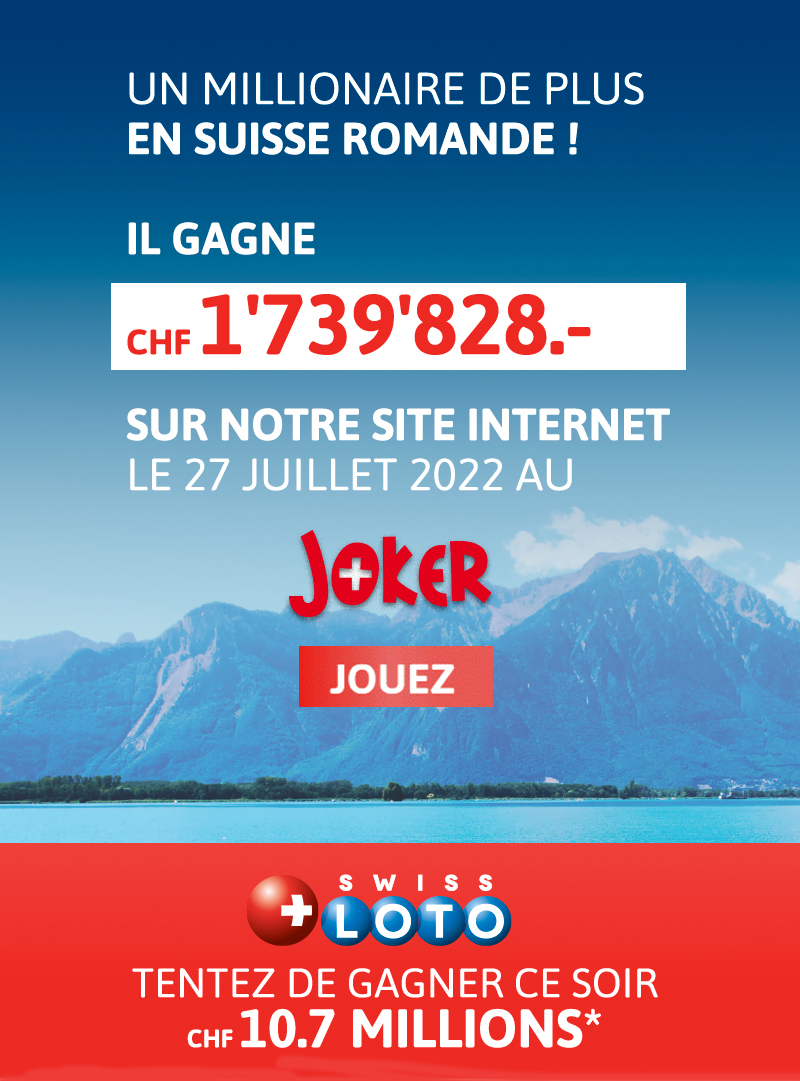 UN MILLIONAIRE DE PLUS
EN SUISSE ROMANDE !
IL GAGNE
CHF 1'739'828.-
SUR NOTRE SITE INTERNET
LE 27 JUILLET 2022 AU
JOKER
JOUEZ
SWISS
LOTO
TENTEZ DE GAGNER CE SOIR
CHF 10.7 MILLIONS*